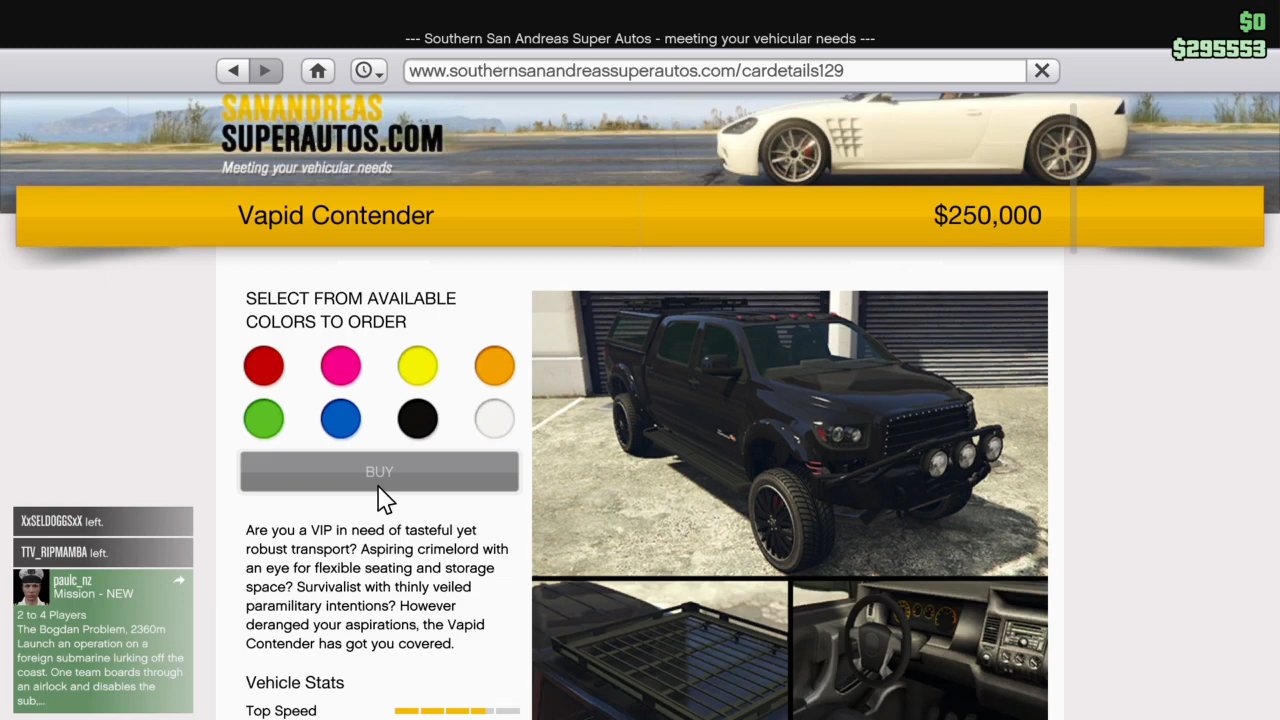 --- Southern San Andreas Super Autos - meeting your vehicular needs ---
$0
$295553
www.southernsanandreassuperautos.com/cardetails129
SANANDREAS
SUPERAUTOS.COM
Meeting your vehicular needs
Vapid Contender
$250,000
SELECT FROM AVAILABLE
COLORS TO ORDER
BUY
Are you a VIP in need of tasteful yet
robust transport? Aspiring crimelord with
an eye for flexible seating and storage
space? Survivalist with thinly veiled
paramilitary intentions? However
deranged your aspirations, the Vapid
Contender has got you covered.
Vehicle Stats
Top Speed
XxSELDOGGSxX left.
TTV_RIPMAMBA left.
paulc_nz
Mission - NEW
2 to 4 Players
The Bogdan Problem, 2360m
Launch an operation on a
foreign submarine lurking off the
coast. One team boards through
an airlock and disables the
sub,...